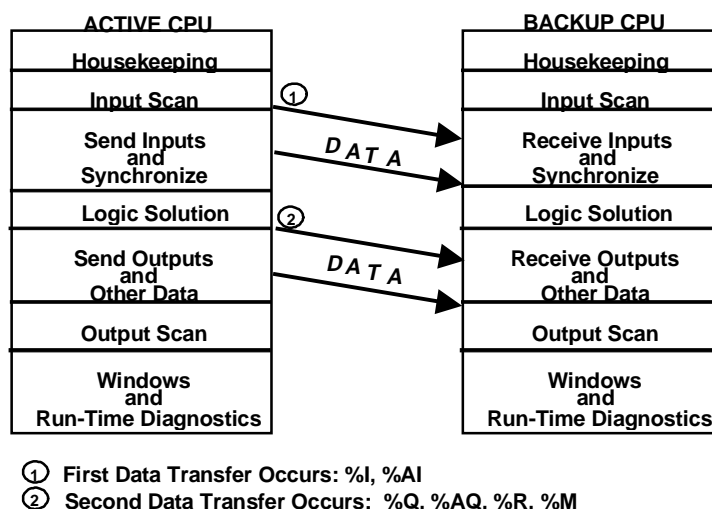 ACTIVE CPU
Housekeeping
Input Scan
Send Inputs
and
Synchronize
Logic Solution
Send Outputs
and
Other Data
Output Scan
Windows
and
Run-Time Diagnostics
1
DATA
2
DATA
BACKUP CPU
Housekeeping
Input Scan
Receive Inputs
and
Synchronize
Logic Solution
Receive Outputs
and
Other Data
Output Scan
Windows
and
Run-Time Diagnostics
1 First Data Transfer Occurs: %I, %AI
2 Second Data Transfer Occurs: %Q, %AQ, %R, %M